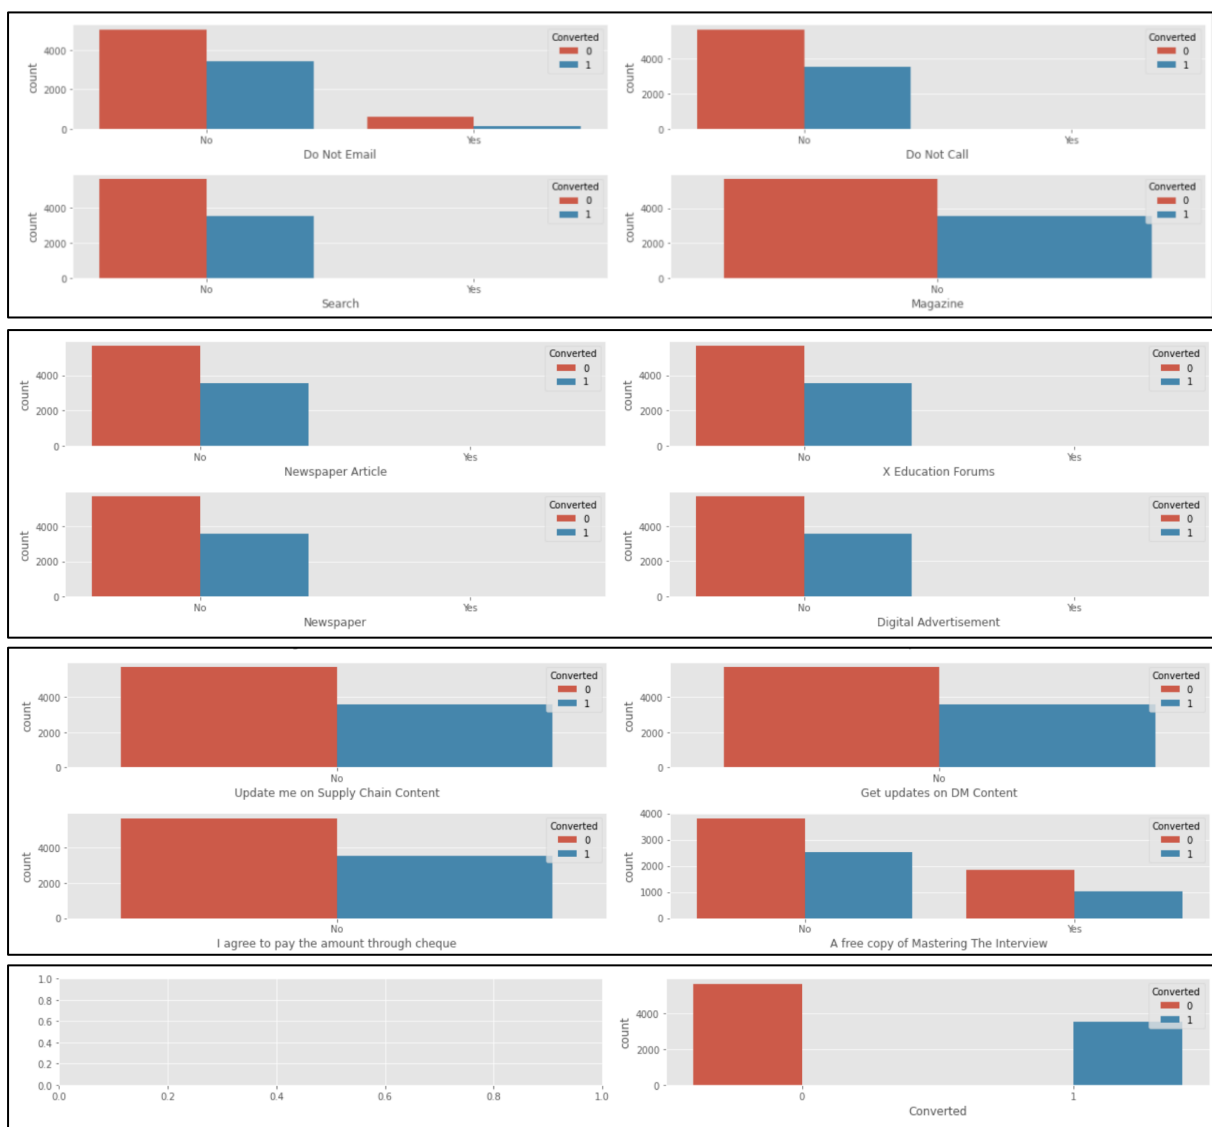 Converted
0
1
4000
2000
0
count
No
Yes
Do Not Email
Converted
0
1
4000
2000
0
count
No
Yes
Do Not Call
Converted
0
1
4000
2000
0
count
No
Yes
Search
Converted
0
1
4000
2000
0
count
No
Magazine
Converted
0
1
4000
2000
0
count
No
Yes
Newspaper Article
Converted
0
1
4000
2000
0
count
No
Yes
X Education Forums
Converted
0
1
4000
2000
0
count
No
Yes
Newspaper
Converted
0
1
4000
2000
0
count
No
Yes
Digital Advertisement
Converted
0
1
4000
2000
0
count
No
Update me on Supply Chain Content
Converted
0
1
4000
2000
0
count
No
Get updates on DM Content
Converted
0
1
4000
2000
0
count
No
I agree to pay the amount through cheque
Converted
0
1
4000
3000
2000
1000
0
count
No
Yes
A free copy of Mastering The Interview
1.0
0.8
0.6
0.4
0.2
0.0
0.0 0.2 0.4 0.6 0.8 1.0
Converted
0
1
4000
2000
0
count
0
1
Converted